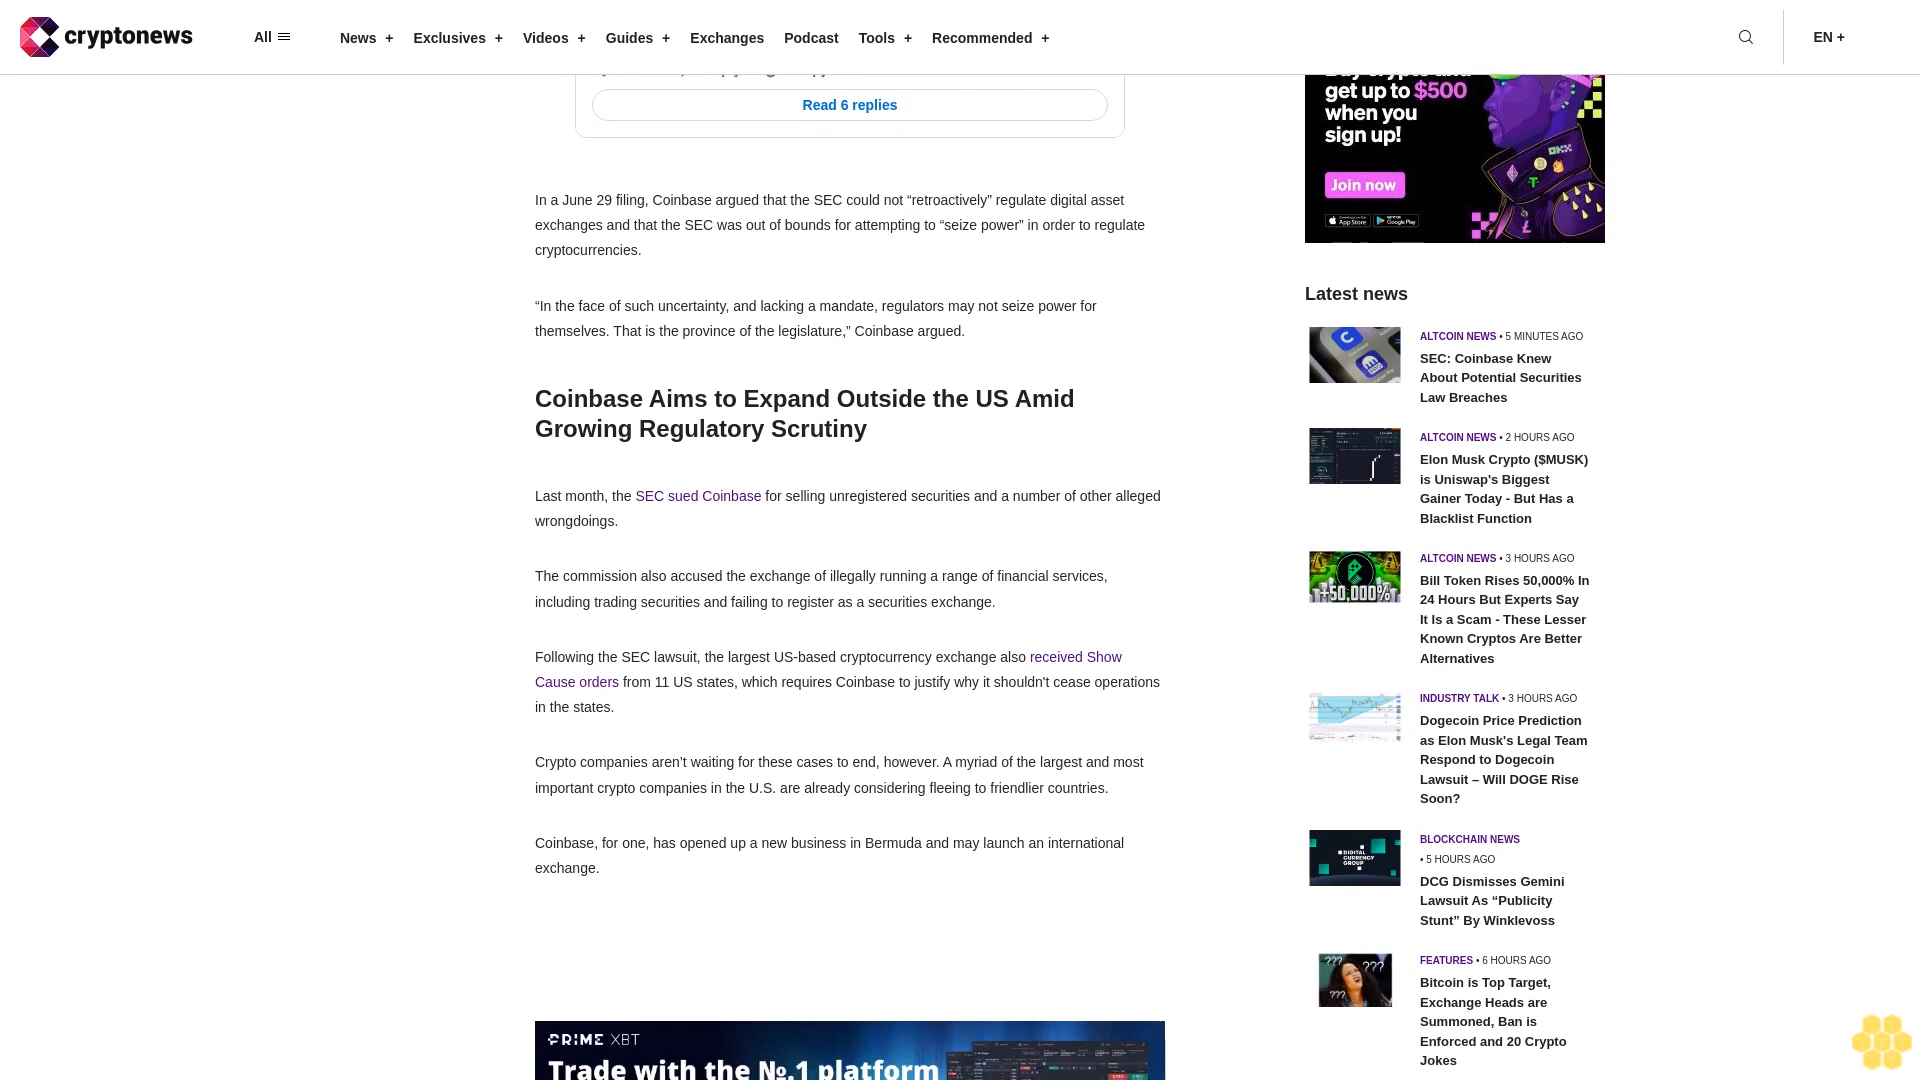 cryptonews
All
News +
Exclusives +
Videos +
Guides +
Exchanges
Podcast
Tools +
Recommended +
EN +
Read 6 replies
In a June 29 filing, Coinbase argued that the SEC could not “retroactively” regulate digital asset
exchanges and that the SEC was out of bounds for attempting to “seize power” in order to regulate
cryptocurrencies.
“In the face of such uncertainty, and lacking a mandate, regulators may not seize power for
themselves. That is the province of the legislature,” Coinbase argued.
Coinbase Aims to Expand Outside the US Amid
Growing Regulatory Scrutiny
Last month, the SEC sued Coinbase for selling unregistered securities and a number of other alleged
wrongdoings.
The commission also accused the exchange of illegally running a range of financial services,
including trading securities and failing to register as a securities exchange.
Following the SEC lawsuit, the largest US-based cryptocurrency exchange also received Show
Cause orders from 11 US states, which requires Coinbase to justify why it shouldn't cease operations
in the states.
Crypto companies aren’t waiting for these cases to end, however. A myriad of the largest and most
important crypto companies in the U.S. are already considering fleeing to friendlier countries.
Coinbase, for one, has opened up a new business in Bermuda and may launch an international
exchange.
PRIME XBT
Trade with the №.1 platform
get up to $500
when you
sign up!
Join now
App Store
Google Play
Latest news
ALTCOIN NEWS • 5 MINUTES AGO
SEC: Coinbase Knew
About Potential Securities
Law Breaches
ALTCOIN NEWS • 2 HOURS AGO
Elon Musk Crypto ($MUSK)
is Uniswap's Biggest
Gainer Today - But Has a
Blacklist Function
+50,000%
ALTCOIN NEWS • 3 HOURS AGO
Bill Token Rises 50,000% In
24 Hours But Experts Say
It Is a Scam - These Lesser
Known Cryptos Are Better
Alternatives
INDUSTRY TALK • 3 HOURS AGO
Dogecoin Price Prediction
as Elon Musk's Legal Team
Respond to Dogecoin
Lawsuit – Will DOGE Rise
Soon?
DIGITAL
CURRENCY
GROUP
BLOCKCHAIN NEWS
• 5 HOURS AGO
DCG Dismisses Gemini
Lawsuit As “Publicity
Stunt” By Winklevoss
???
???
???
FEATURES • 6 HOURS AGO
Bitcoin is Top Target,
Exchange Heads are
Summoned, Ban is
Enforced and 20 Crypto
Jokes